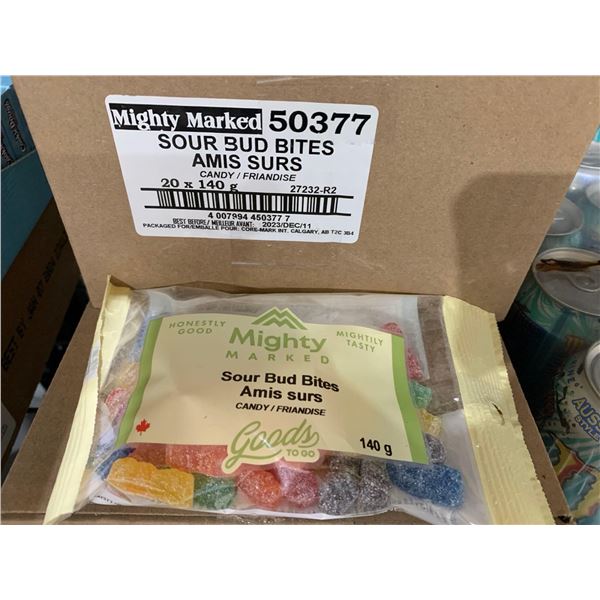 Mighty Marked 50377
SOUR BUD BITES
AMIS SURS
CANDY / FRIANDISE
20 x 140 g
27232-R2
4 007994 450377 7
BEST BEFORE/MEILLEUR AVANT: 2023/DEC/11
PACKAGED FOR/EMBALLE POUR: CORE-MARK INT. CALGARY, AB T2C 3B4
HONESTLY GOOD
Mighty
MARKED
MIGHTILY TASTY
Sour Bud Bites
Amis surs
CANDY / FRIANDISE
Goods
TO GO
140 g